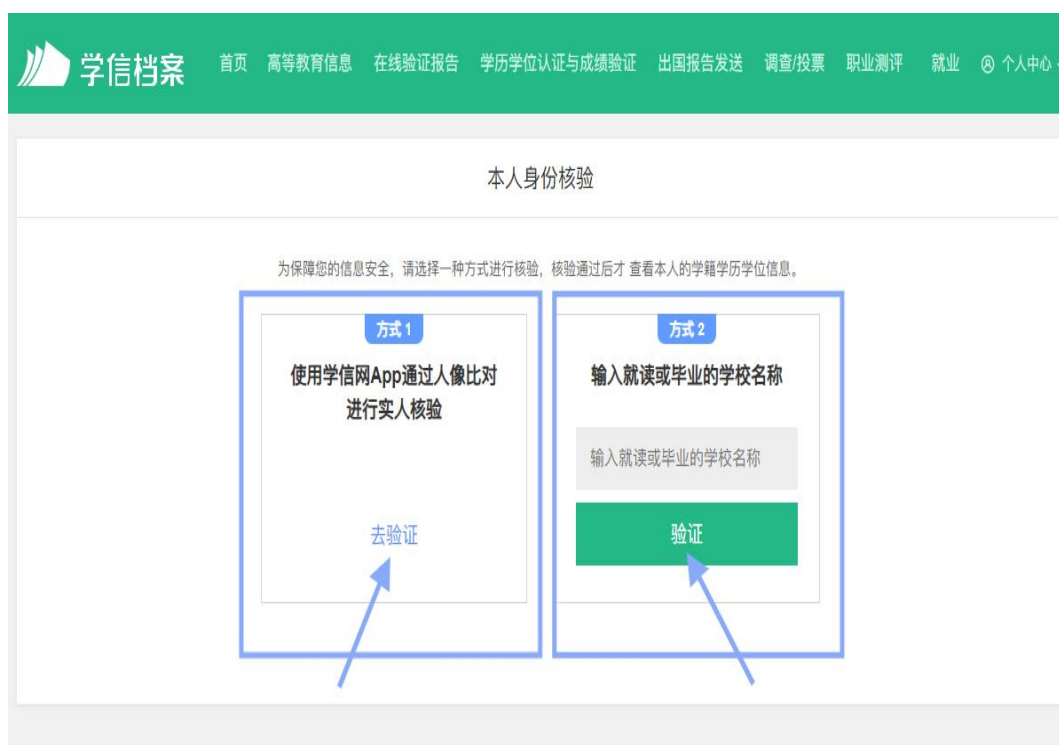 学信档案 首页 高等教育信息 在线验证报告 学历学位认证与成绩验证 出国报告发送 调查/投票 职业测评 就业 个人中心
本人身份核验
为保障您的信息安全，请选择一种方式进行核验，核验通过后才 查看本人的学籍学历学位信息。
方式 1
使用学信网App通过人像比对
进行实人核验
去验证
方式 2
输入就读或毕业的学校名称
输入就读或毕业的学校名称
验证